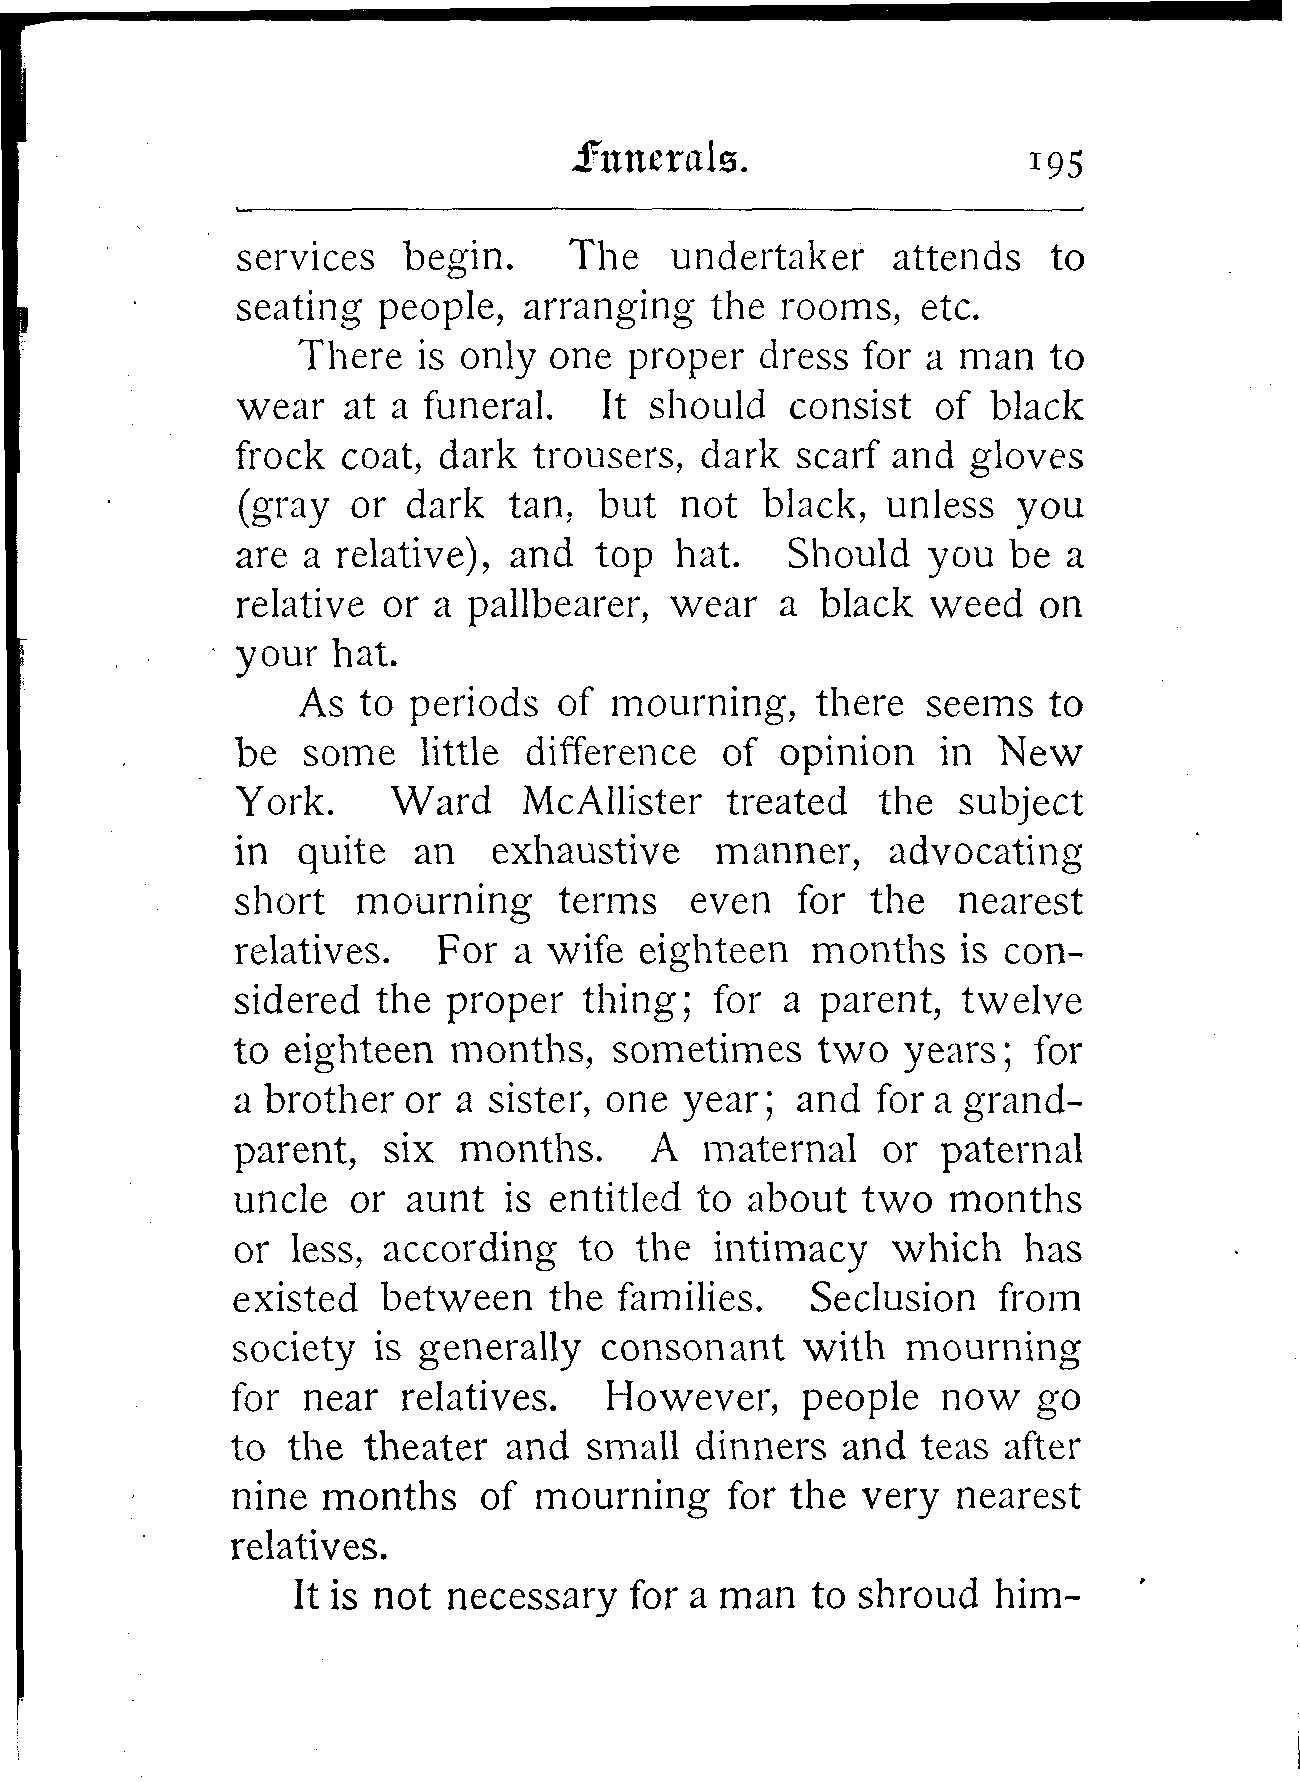 Funerals. 195
services begin. The undertaker attends to
seating people, arranging the rooms, etc.
There is only one proper dress for a man to
wear at a funeral. It should consist of black
frock coat, dark trousers, dark scarf and gloves
(gray or dark tan, but not black, unless you
are a relative), and top hat. Should you be a
relative or a pallbearer, wear a black weed on
your hat.
As to periods of mourning, there seems to
be some little difference of opinion in New
York. Ward McAllister treated the subject
in quite an exhaustive manner, advocating
short mourning terms even for the nearest
relatives. For a wife eighteen months is con-
sidered the proper thing; for a parent, twelve
to eighteen months, sometimes two years; for
a brother or a sister, one year; and for a grand-
parent, six months. A maternal or paternal
uncle or aunt is entitled to about two months
or less, according to the intimacy which has
existed between the families. Seclusion from
society is generally consonant with mourning
for near relatives. However, people now go
to the theater and small dinners and teas after
nine months of mourning for the very nearest
relatives.
It is not necessary for a man to shroud him-